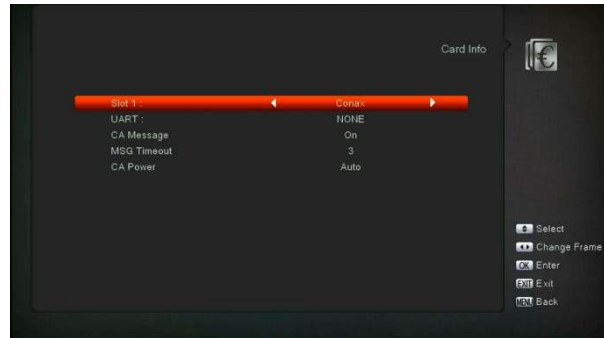 Card Info
€
Slot 1 : Conax
UART : NONE
CA Message On
MSG Timeout 3
CA Power Auto
Select
Change Frame
OK Enter
EXIT Exit
MENU Back